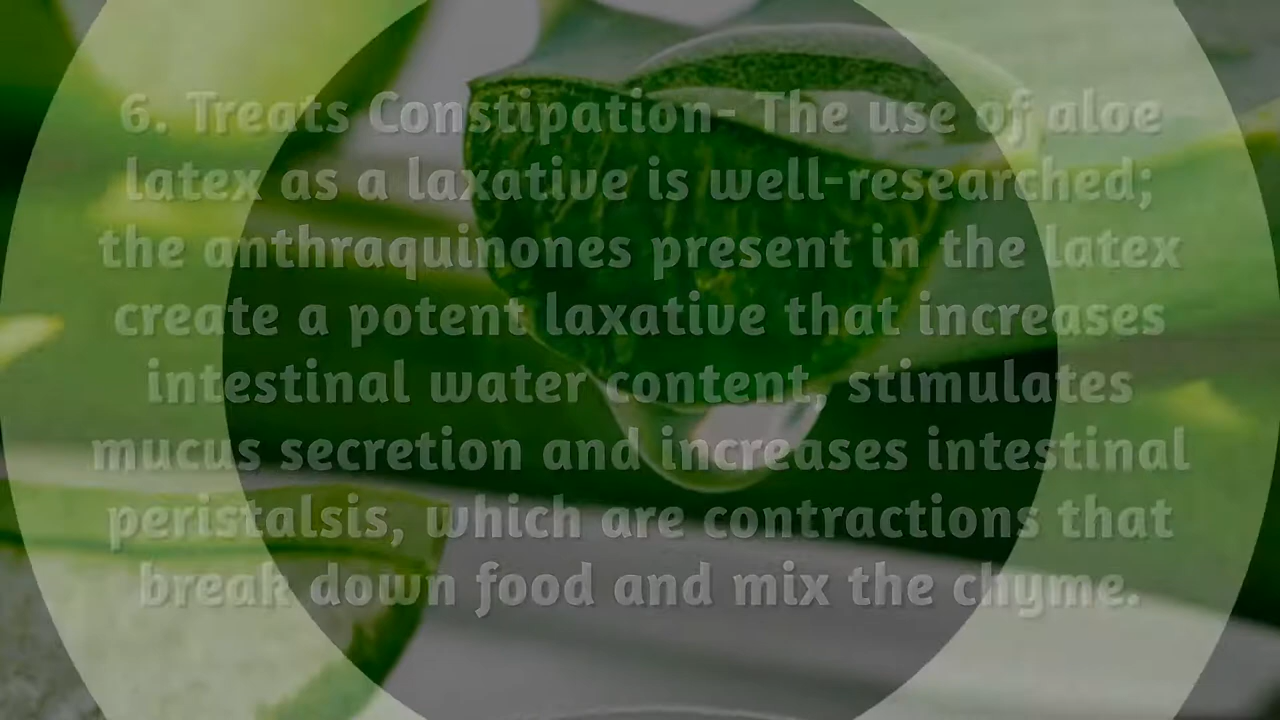 6. Treats Constipation- The use of aloe
latex as a laxative is well-researched;
the anthraquinones present in the latex
create a potent laxative that increases
intestinal water content, stimulates
mucus secretion and increases intestinal
peristalsis, which are contractions that
break down food and mix the chyme.